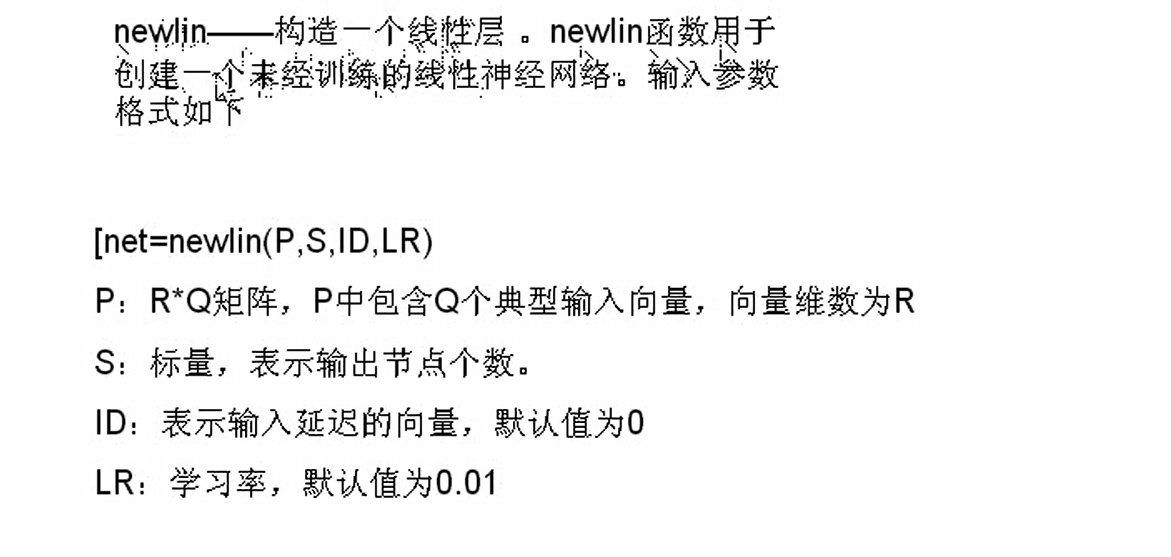 newlin——构造一个线性层 。newlin函数用于
创建一个未经训练的线性神经网络。输入参数
格式如下
[net=newlin(P,S,ID,LR)
P：R*Q矩阵，P中包含Q个典型输入向量，向量维数为R
S：标量，表示输出节点个数。
ID：表示输入延迟的向量，默认值为0
LR：学习率，默认值为0.01